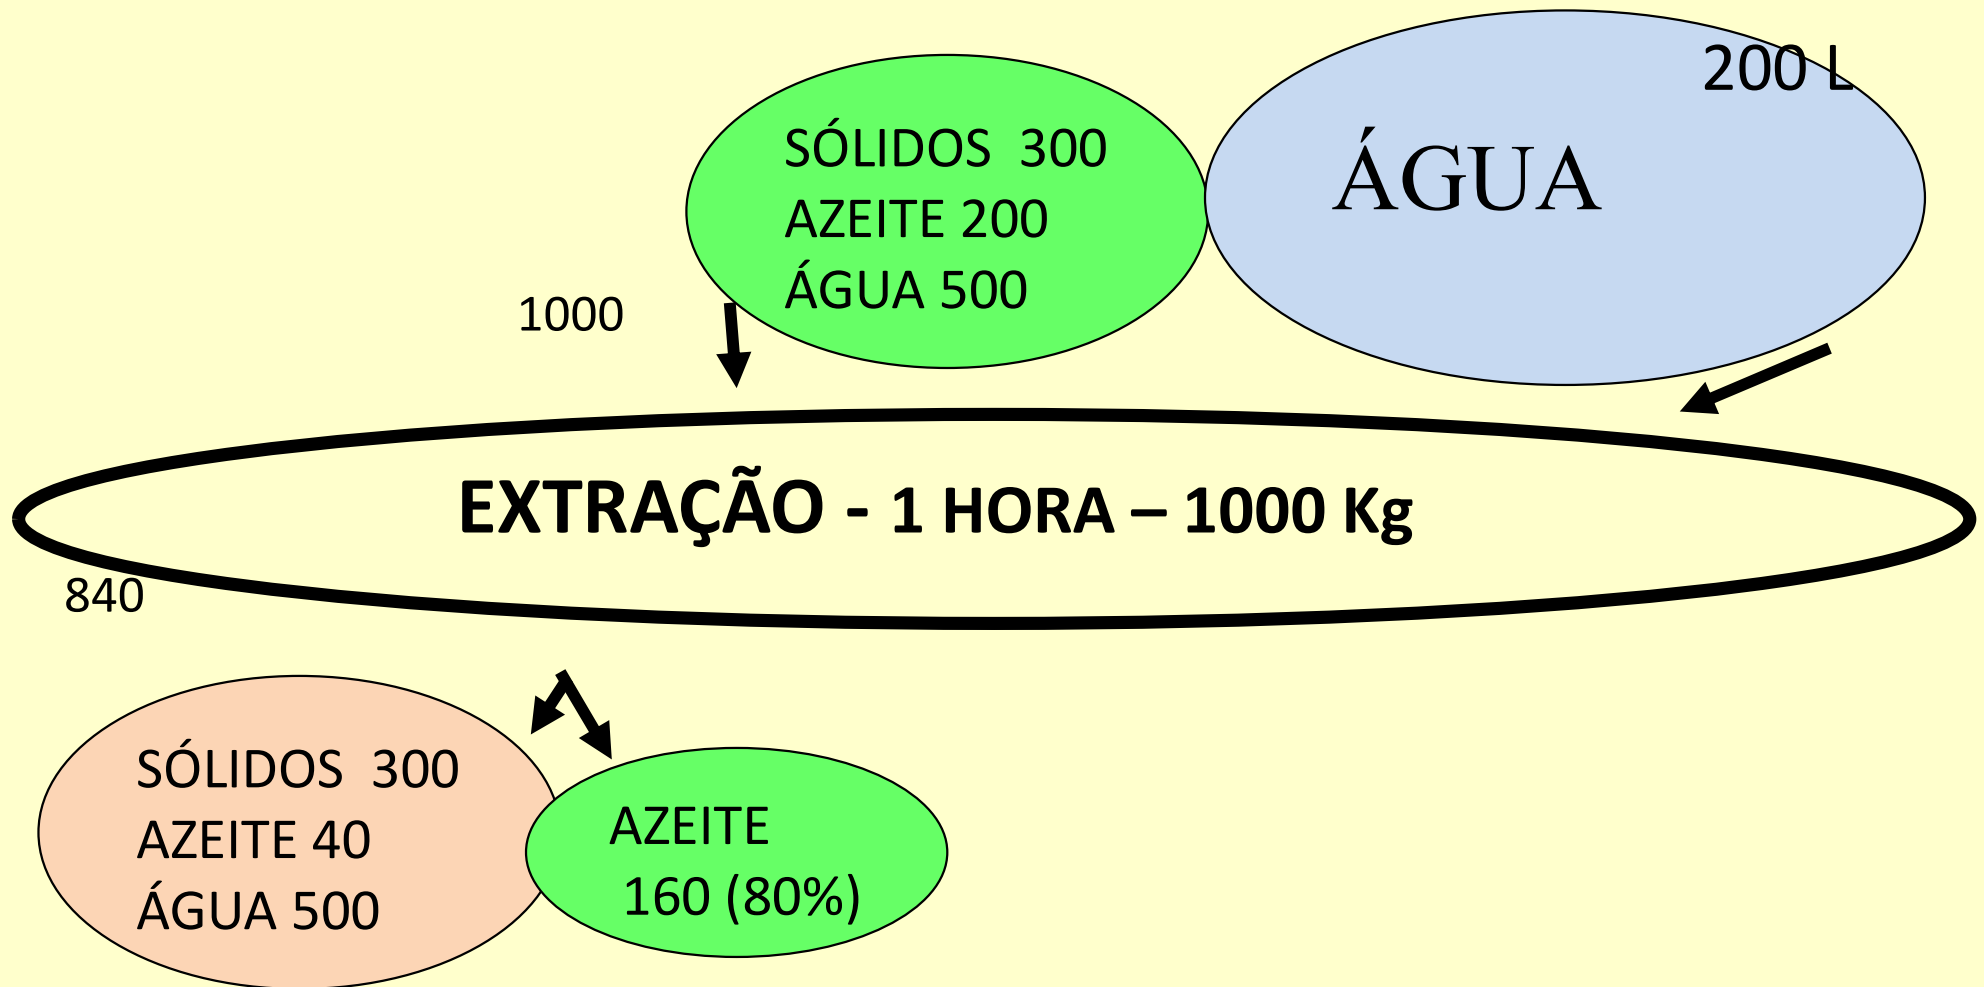 200 L
SÓLIDOS 300
AZEITE 200
ÁGUA 500
ÁGUA
1000
EXTRAÇÃO - 1 HORA – 1000 Kg
840
SÓLIDOS 300
AZEITE 40
ÁGUA 500
AZEITE
160 (80%)